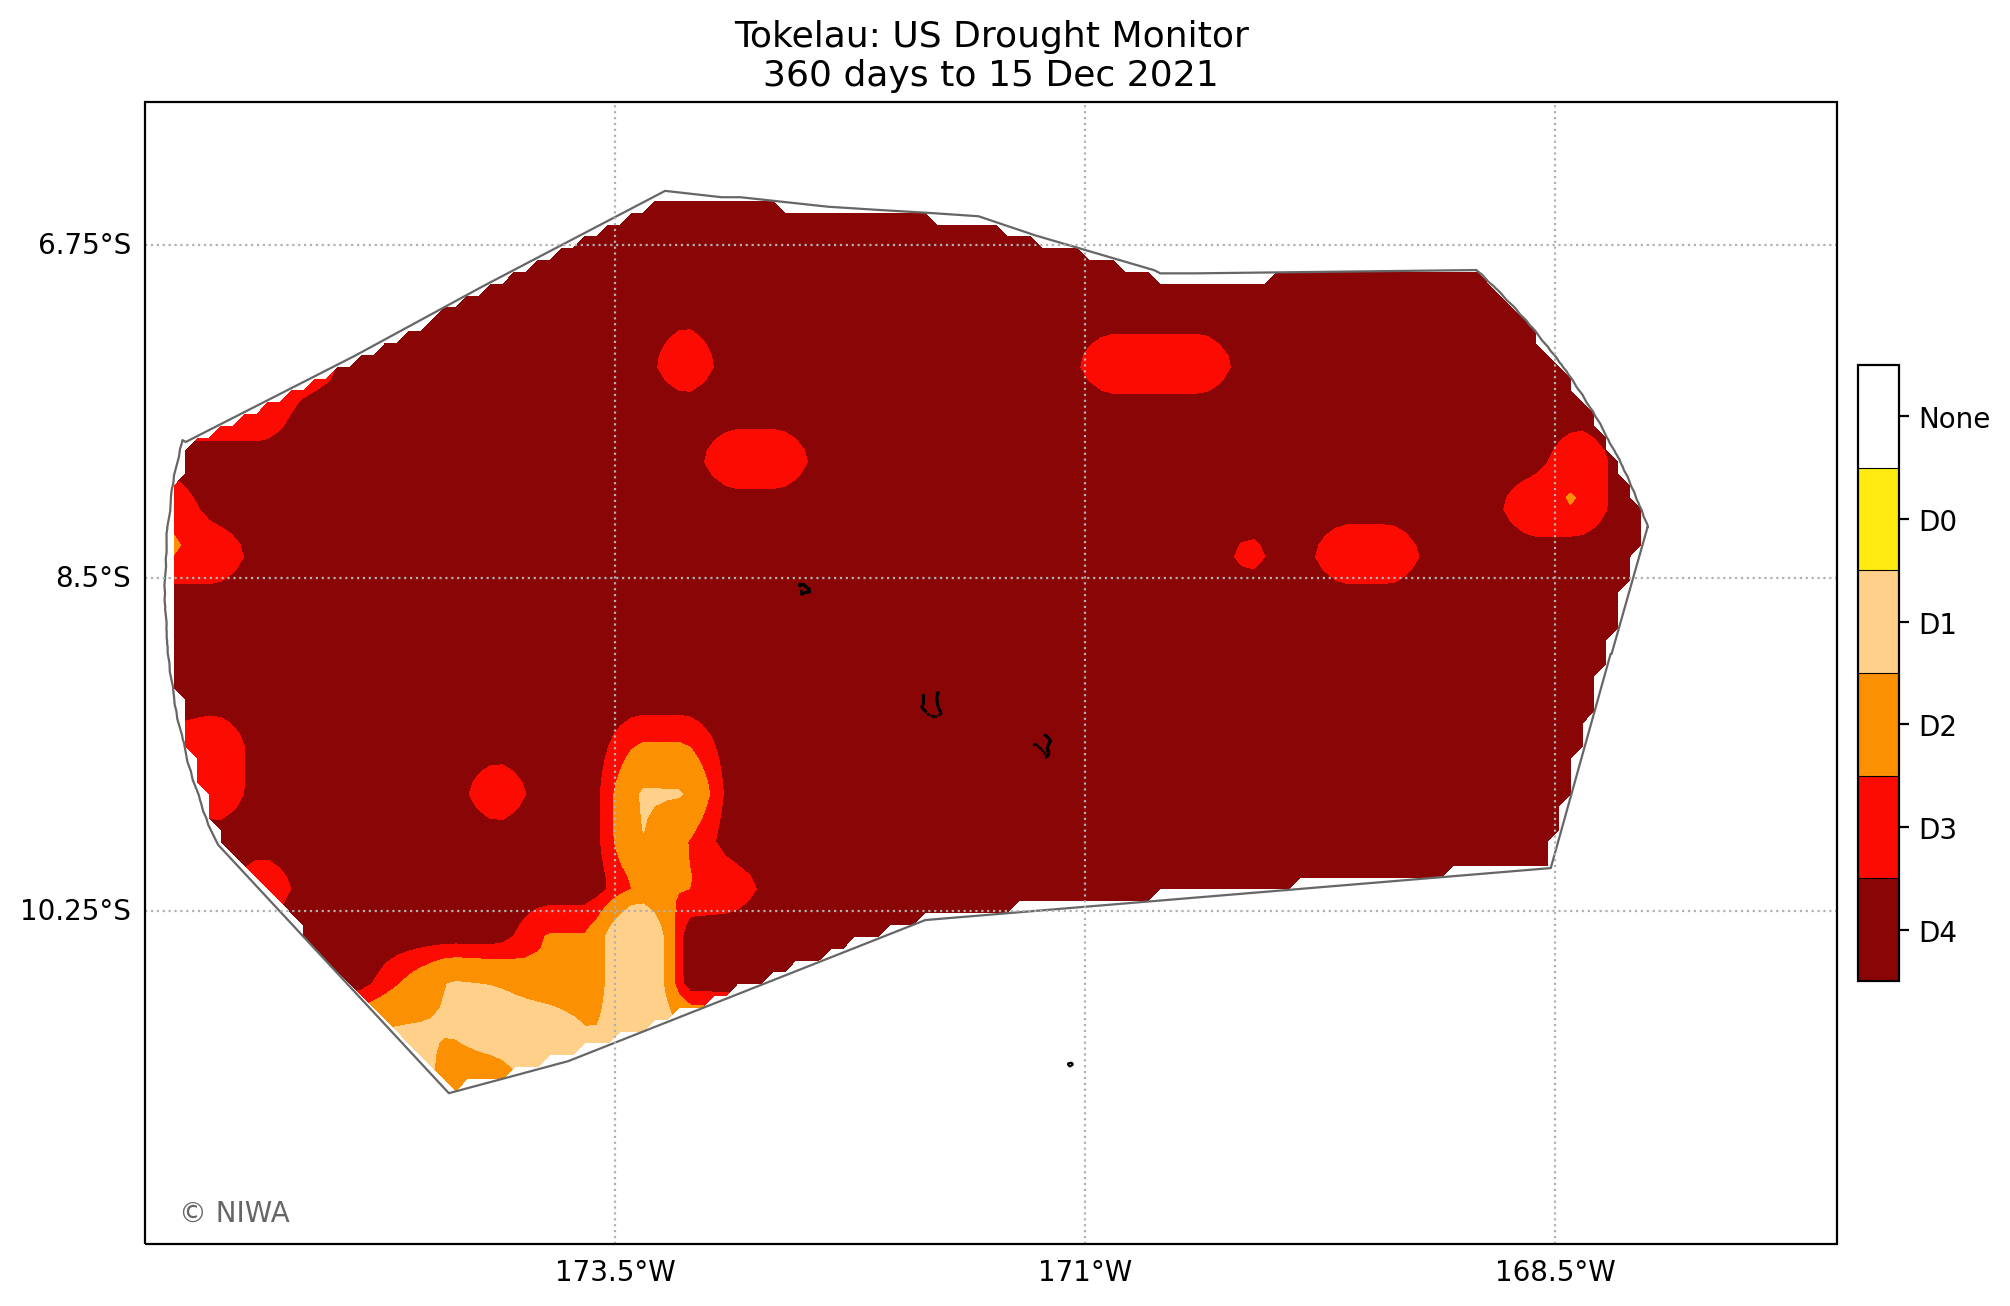 Tokelau: US Drought Monitor
360 days to 15 Dec 2021
6.75°S
8.5°S
10.25°S
173.5°W
171°W
168.5°W
None
D0
D1
D2
D3
D4
© NIWA